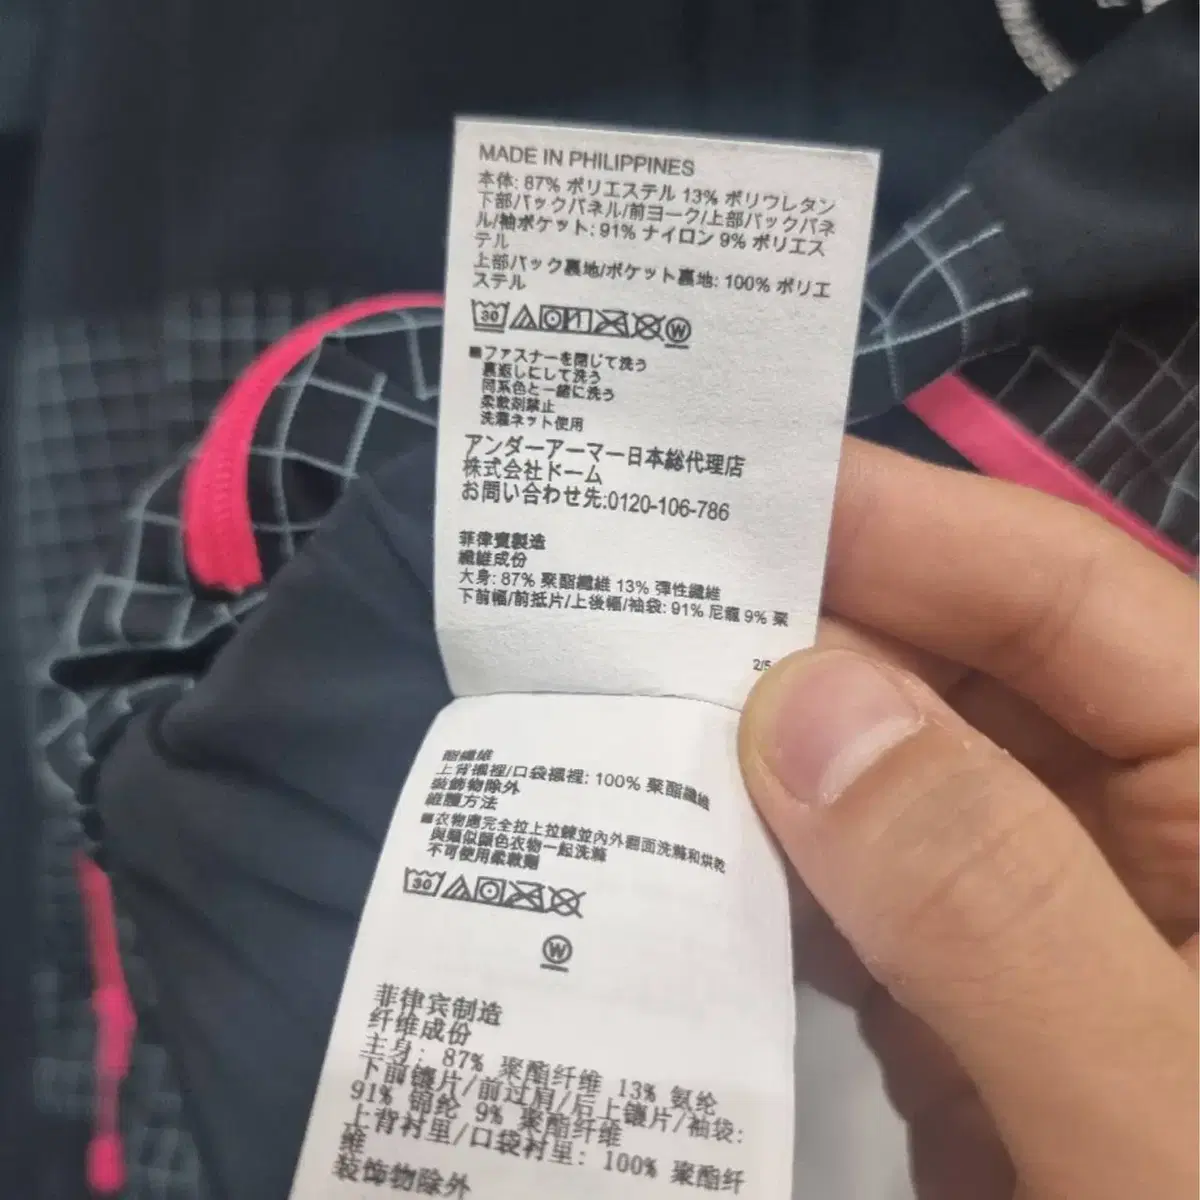 MADE IN PHILIPPINES
本体: 87% ポリエステル 13% ポリウレタン
下部バックパネル/前ヨーク/上部バックパネ
ル/袖ポケット: 91% ナイロン 9% ポリエス
テル
上部バック裏地/ポケット裏地: 100% ポリエ
ステル
30 W
■ファスナーを閉じて洗う
裏返しにして洗う
同系色と一緒に洗う
柔軟剤禁止
洗濯ネット使用
アンダーアーマー日本総代理店
株式会社ドーム
お問い合わせ先:0120-106-786
菲律賓製造
纖維成份
大身: 87% 聚酯纖維 13% 彈性纖維
下前幅/前抵片/上後幅/袖袋: 91% 尼龍 9% 聚
2/5
酯纖維
上背襯裡/口袋襯裡: 100% 聚酯纖維
裝飾物除外
維護方法
■衣物應完全拉上拉鍊並內外翻面洗滌和烘乾
與類似顏色衣物一起洗滌
不可使用柔軟劑
30
W
菲律宾制造
纤维成份
主身: 87% 聚酯纤维 13% 氨纶
下前镶片/前过肩/后上镶片/袖袋:
91% 锦纶 9% 聚酯纤维
上背衬里/口袋衬里: 100% 聚酯纤
维
装饰物除外